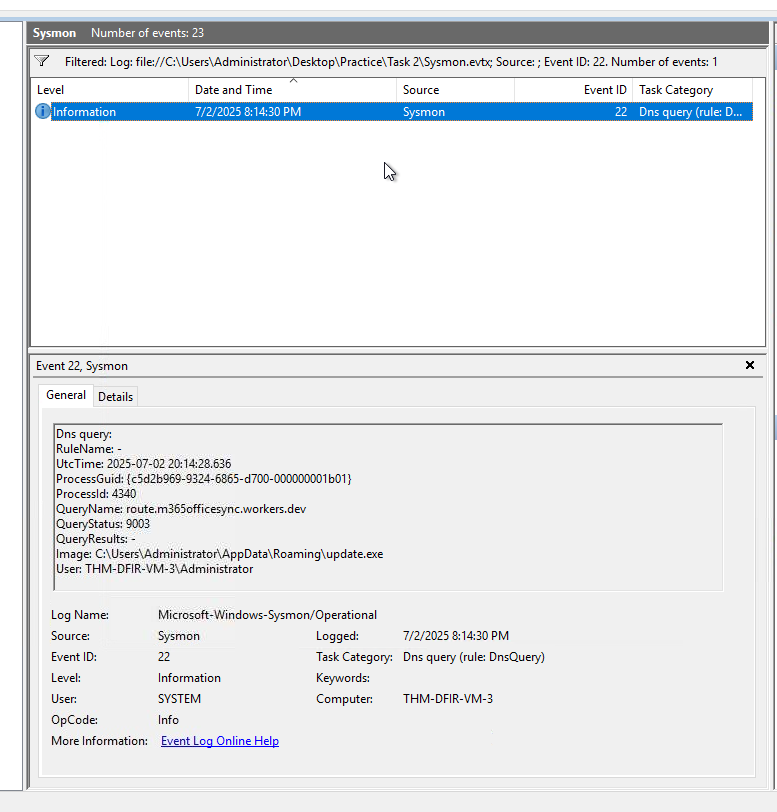 Sysmon Number of events: 23
Filtered: Log: file://C:\Users\Administrator\Desktop\Practice\Task 2\Sysmon.evtx; Source: ; Event ID: 22. Number of events: 1
Level Date and Time Source Event ID Task Category
Information 7/2/2025 8:14:30 PM Sysmon 22 Dns query (rule: D...
Event 22, Sysmon
General Details
Dns query:
RuleName: -
UtcTime: 2025-07-02 20:14:28.636
ProcessGuid: {c5d2b969-9324-6865-d700-000000001b01}
ProcessId: 4340
QueryName: route.m365officesync.workers.dev
QueryStatus: 9003
QueryResults: -
Image: C:\Users\Administrator\AppData\Roaming\update.exe
User: THM-DFIR-VM-3\Administrator
Log Name: Microsoft-Windows-Sysmon/Operational
Source: Sysmon Logged: 7/2/2025 8:14:30 PM
Event ID: 22 Task Category: Dns query (rule: DnsQuery)
Level: Information Keywords:
User: SYSTEM Computer: THM-DFIR-VM-3
OpCode: Info
More Information: Event Log Online Help